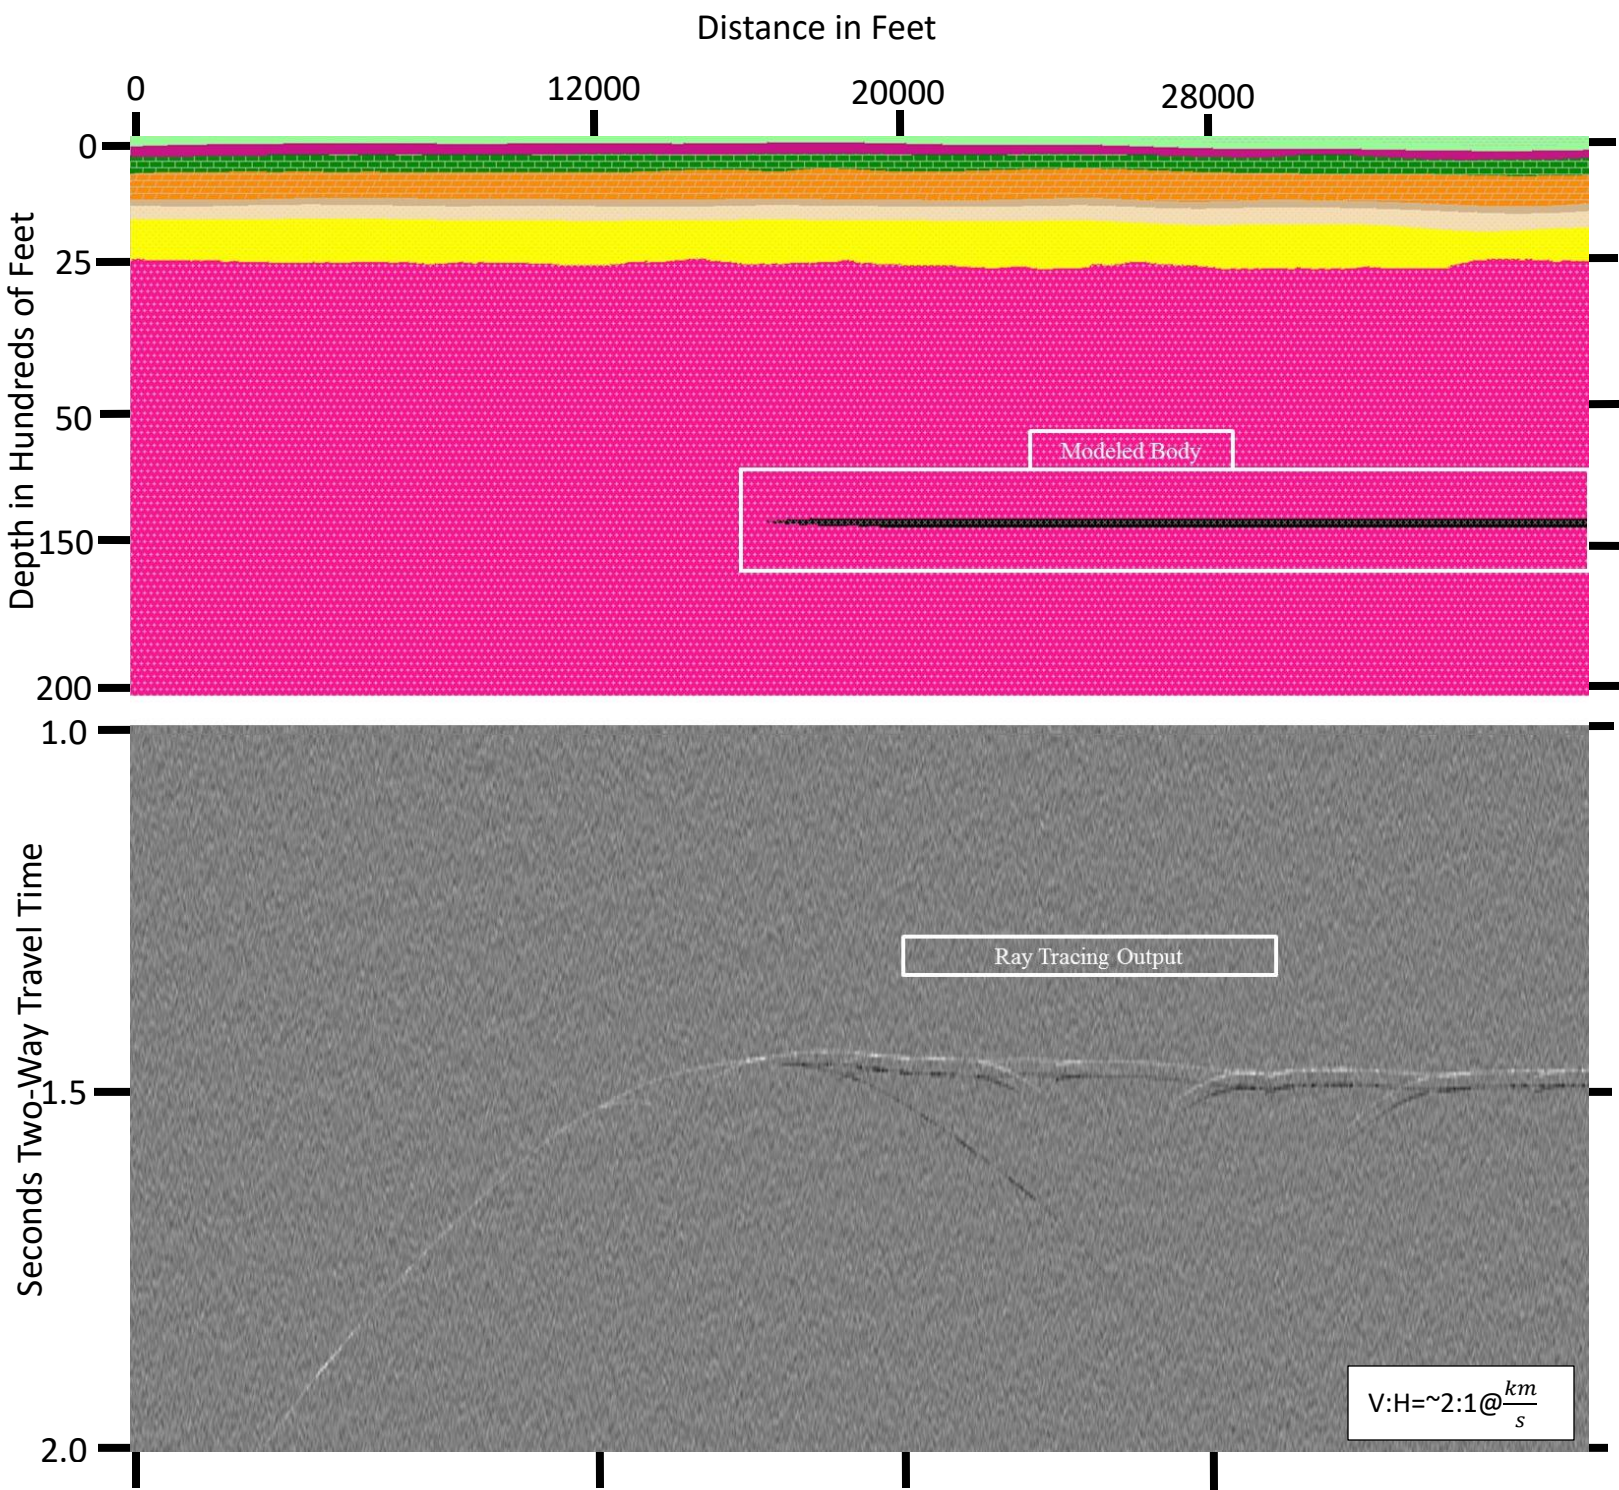 Distance in Feet
0
12000
20000
28000
0
25
50
150
200
Depth in Hundreds of Feet
Modeled Body
1.0
1.5
2.0
Seconds Two-Way Travel Time
Ray Tracing Output
V:H=~2:1@km/s